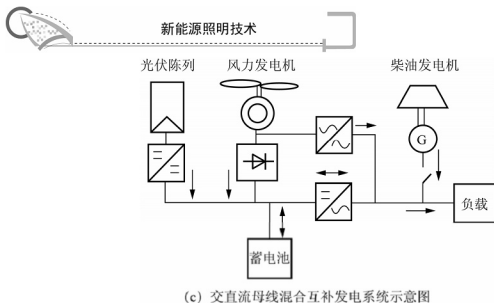 新能源照明技术
光伏陈列 风力发电机 柴油发电机
G
负载
蓄电池
(c) 交直流母线混合互补发电系统示意图